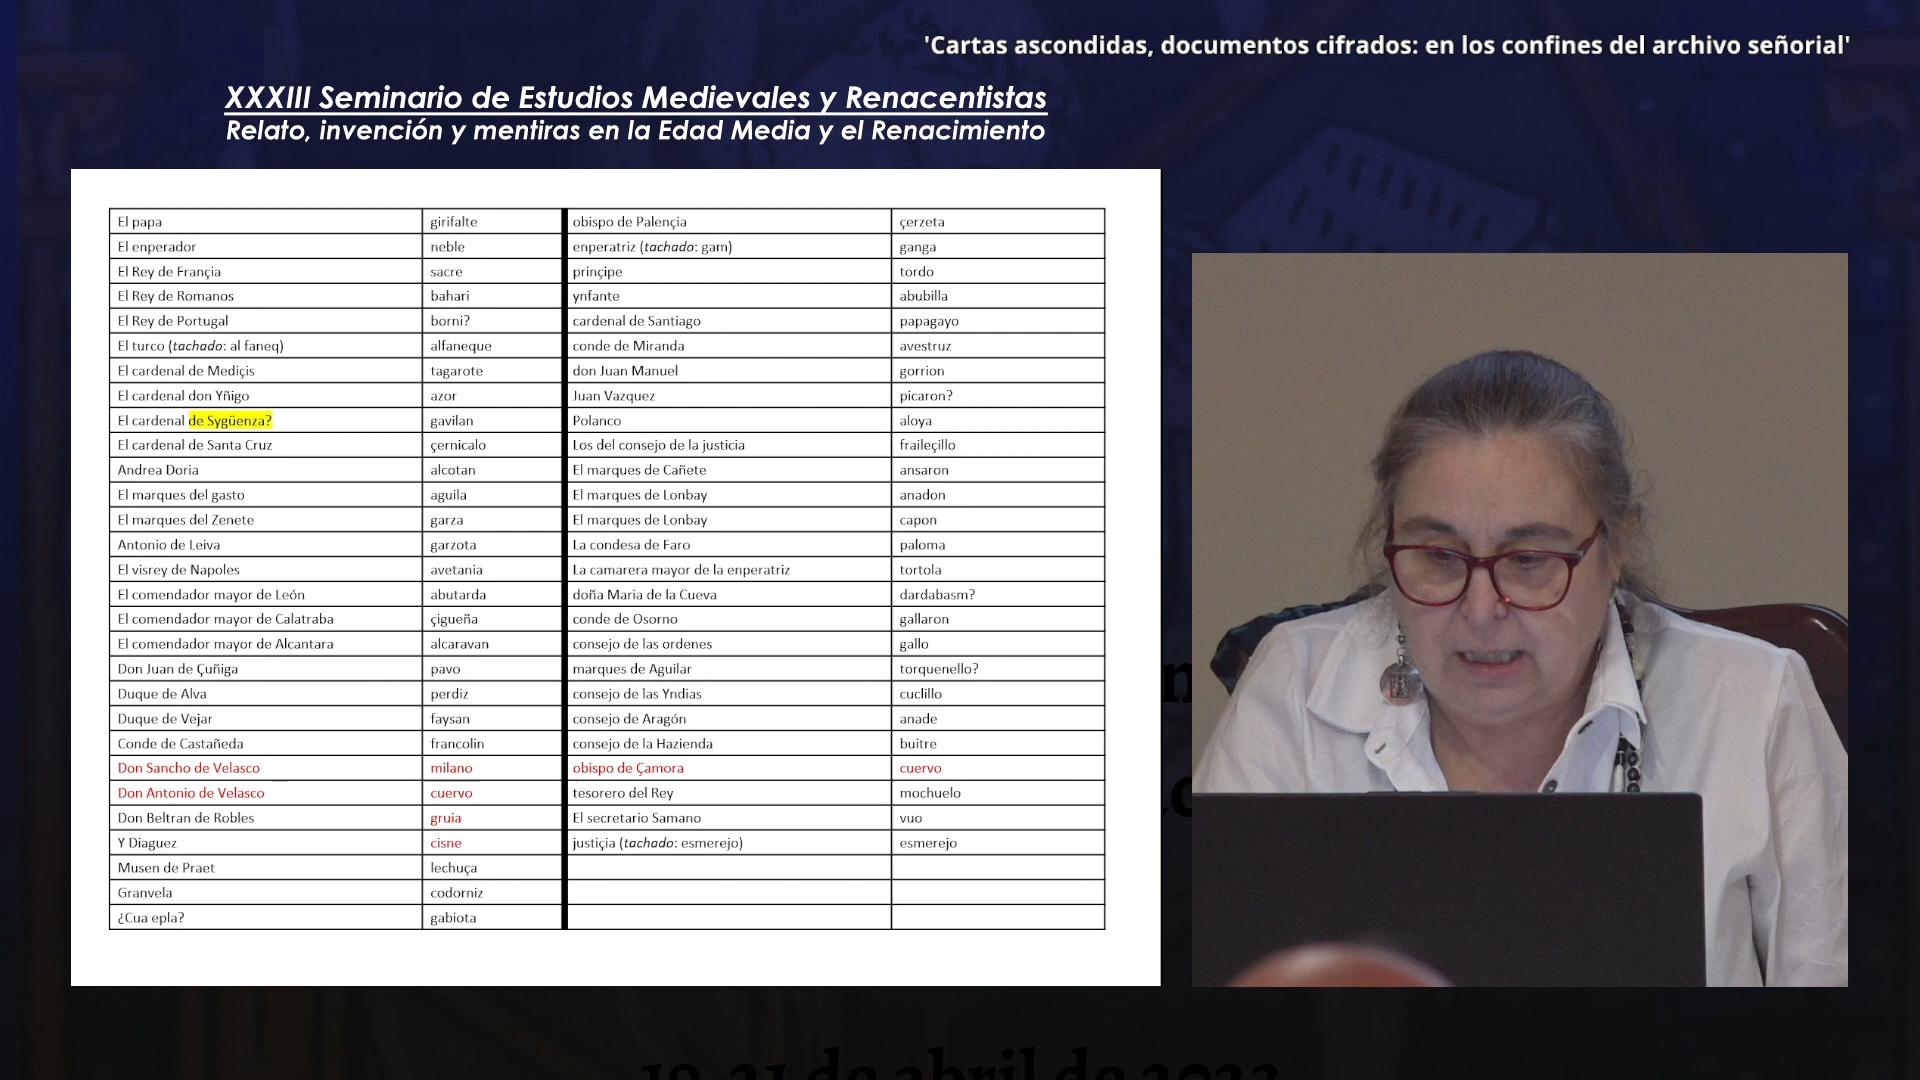 'Cartas ascondidas, documentos cifrados: en los confines del archivo señorial'
XXXIII Seminario de Estudios Medievales y Renacentistas
Relato, invención y mentiras en la Edad Media y el Renacimiento
El papa girifalte obispo de Palençia çerzeta
El enperador neble enperatriz (tachado: gam) ganga
El Rey de Françia sacre prinçipe tordo
El Rey de Romanos bahari ynfante abubilla
El Rey de Portugal borni? cardenal de Santiago papagayo
El turco (tachado: al faneq) alfaneque conde de Miranda avestruz
El cardenal de Mediçis tagarote don Juan Manuel gorrion
El cardenal don Yñigo azor Juan Vazquez picaron?
El cardenal de Sygüenza? gavilan Polanco aloya
El cardenal de Santa Cruz çernicalo Los del consejo de la justicia fraileçillo
Andrea Doria alcotan El marques de Cañete ansaron
El marques del gasto aguila El marques de Lonbay anadon
El marques del Zenete garza El marques de Lonbay capon
Antonio de Leiva garzota La condesa de Faro paloma
El visrey de Napoles avetania La camarera mayor de la enperatriz tortola
El comendador mayor de León abutarda doña Maria de la Cueva dardabasm?
El comendador mayor de Calatraba çigueña conde de Osorno gallaron
El comendador mayor de Alcantara alcaravan consejo de las ordenes gallo
Don Juan de Çuñiga pavo marques de Aguilar torquenello?
Duque de Alva perdiz consejo de las Yndias cuclillo
Duque de Vejar faysan consejo de Aragón anade
Conde de Castañeda francolin consejo de la Hazienda buitre
Don Sancho de Velasco milano obispo de Çamora cuervo
Don Antonio de Velasco cuervo tesorero del Rey mochuelo
Don Beltran de Robles gruia El secretario Samano vuo
Y Diaguez cisne justiçia (tachado: esmerejo) esmerejo
Musen de Praet lechuça
Granvela codorniz
¿Cua epla? gabiota
19-21 de abril de 2023